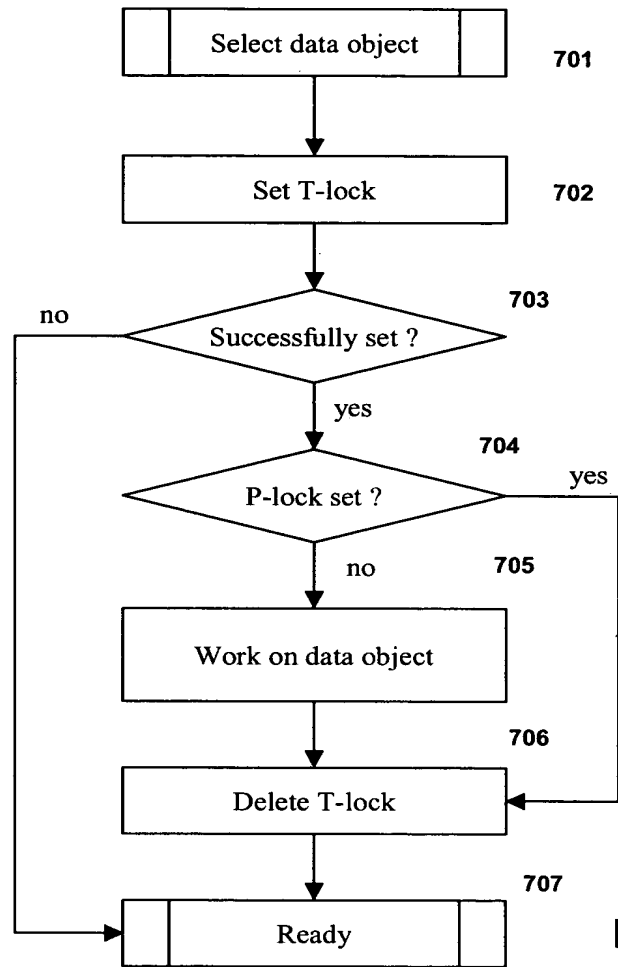 Select data object
701
Set T-lock
702
703
no
Successfully set ?
yes
704
P-lock set ?
yes
no
705
Work on data object
706
Delete T-lock
707
Ready